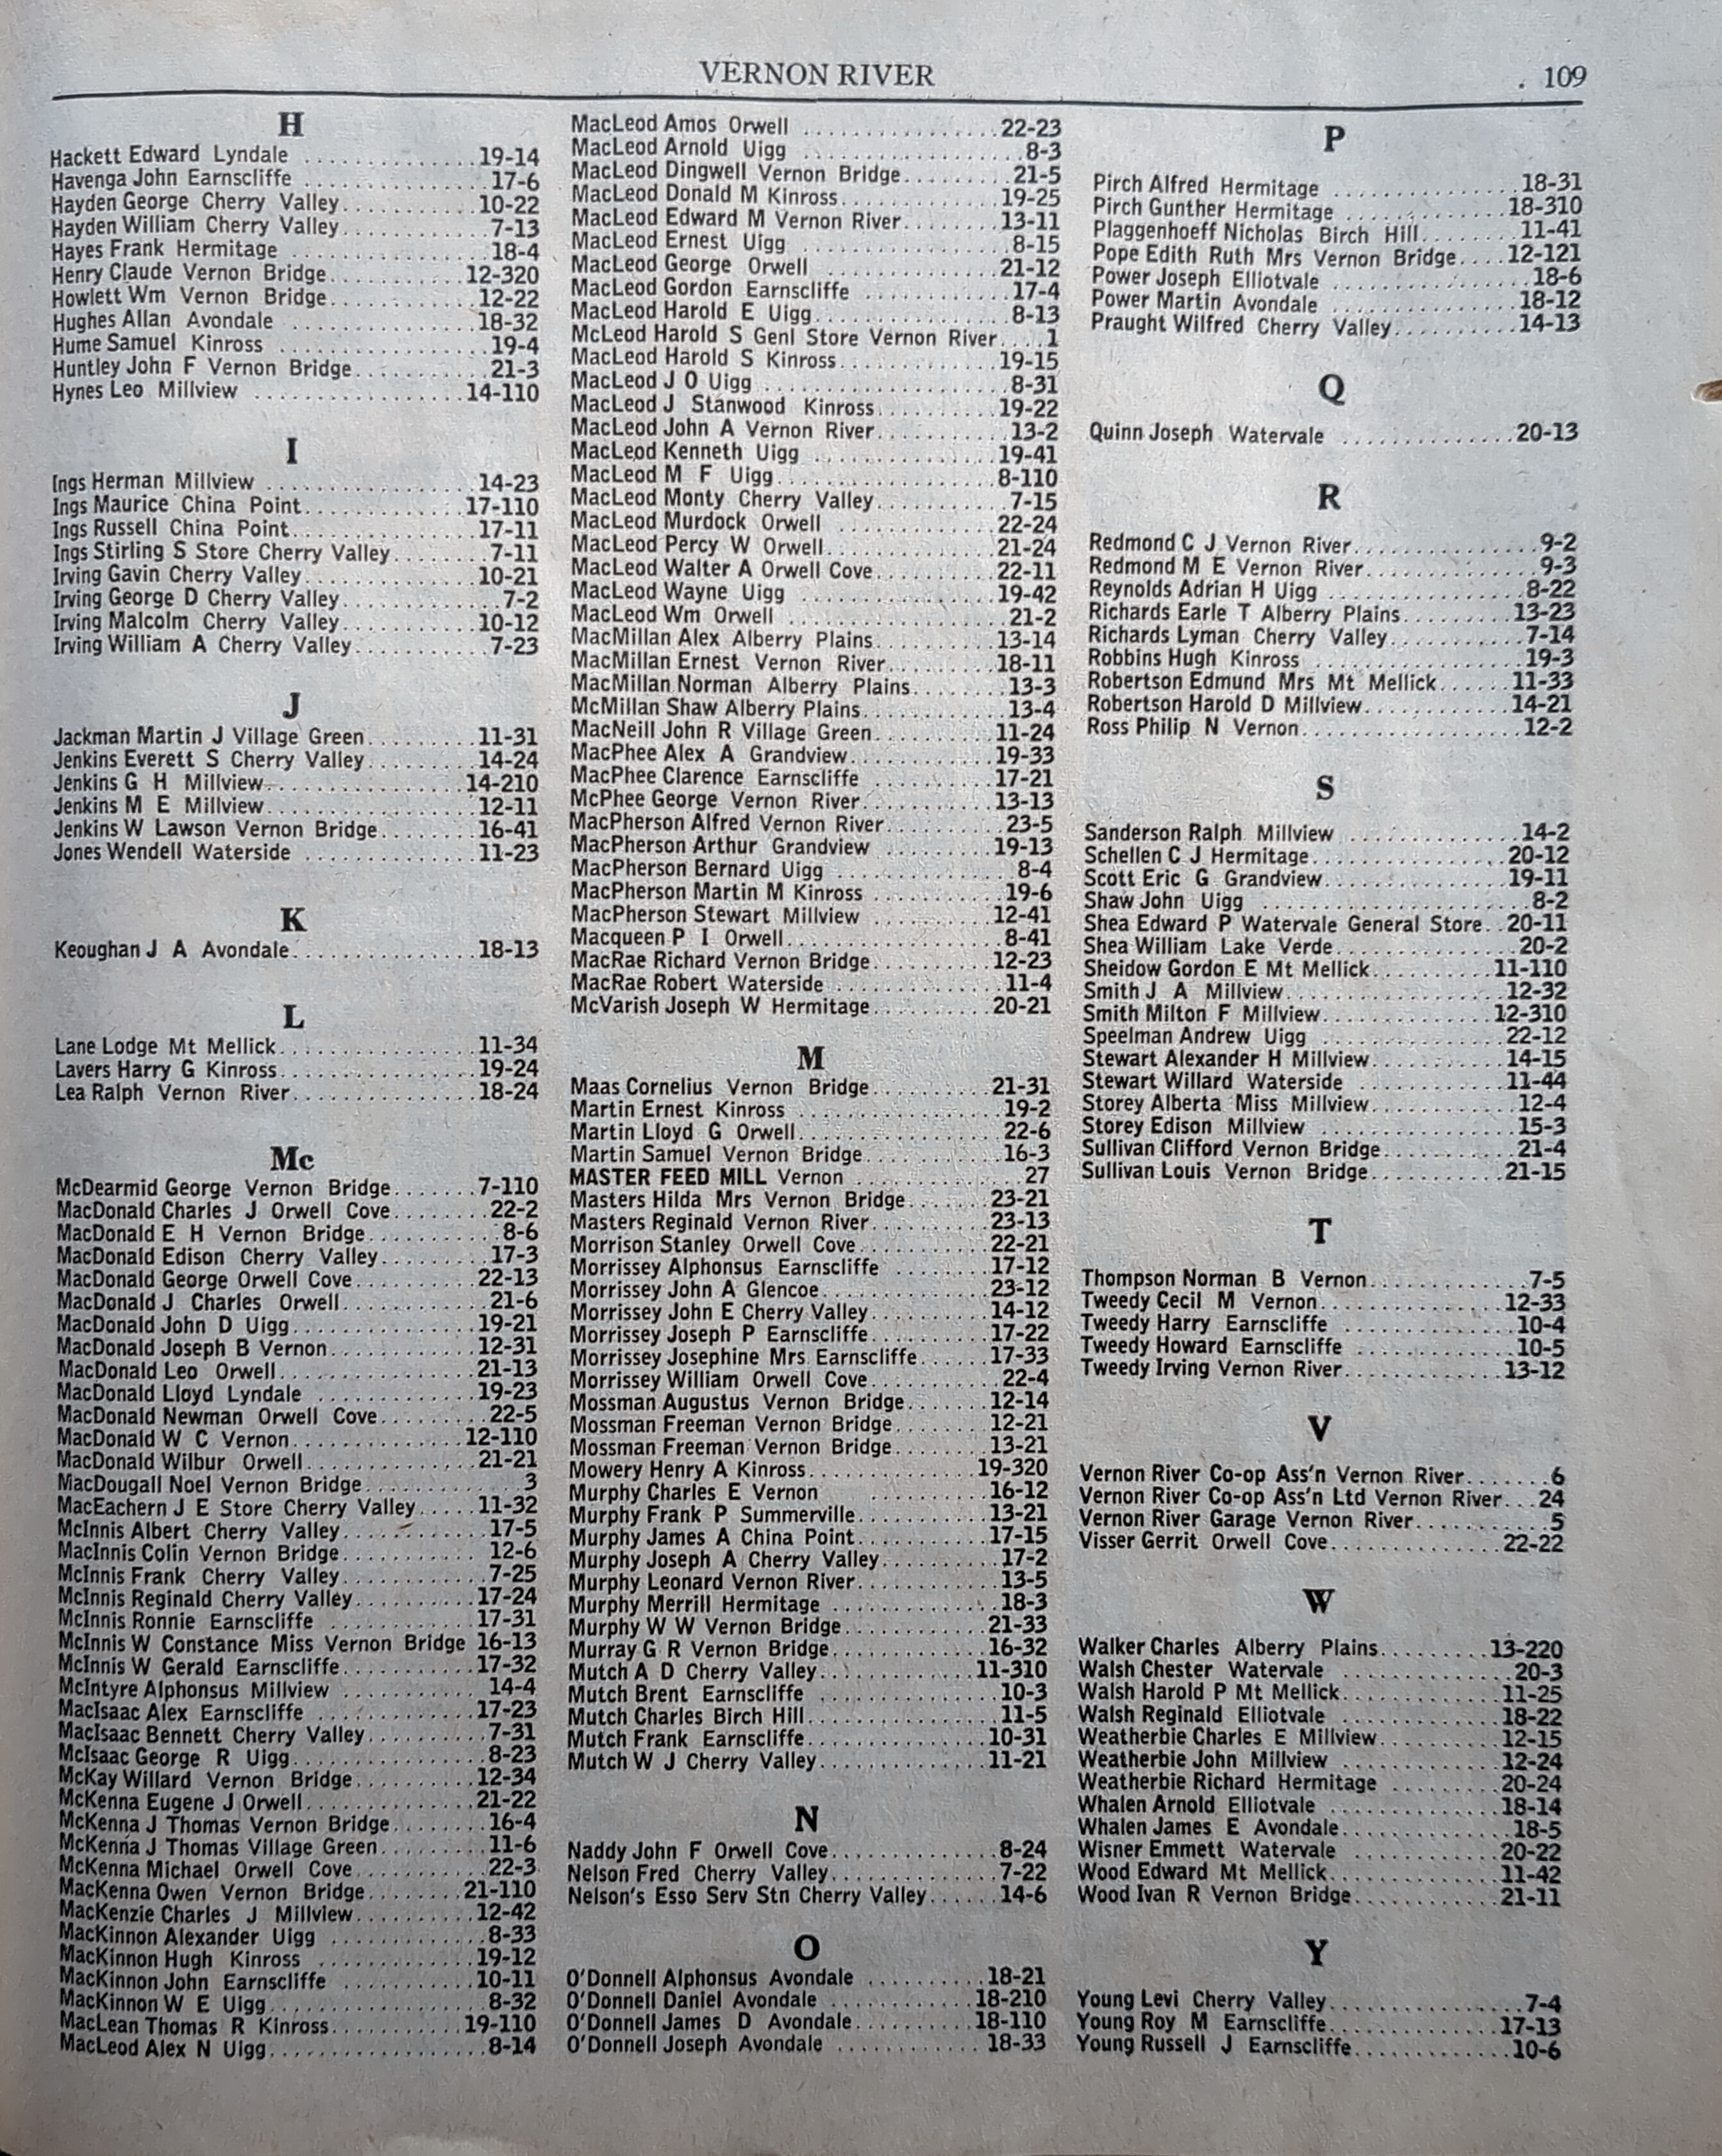 VERNON RIVER
109
H
Hackett Edward Lyndale 19-14
Havenga John Earnscliffe 17-6
Hayden George Cherry Valley 10-22
Hayden William Cherry Valley 7-13
Hayes Frank Hermitage 18-4
Henry Claude Vernon Bridge 12-320
Howlett Wm Vernon Bridge 12-22
Hughes Allan Avondale 18-32
Hume Samuel Kinross 19-4
Huntley John F Vernon Bridge 21-3
Hynes Leo Millview 14-110
I
Ings Herman Millview 14-23
Ings Maurice China Point 17-110
Ings Russell China Point 17-11
Ings Stirling S Store Cherry Valley 7-11
Irving Gavin Cherry Valley 10-21
Irving George D Cherry Valley 7-2
Irving Malcolm Cherry Valley 10-12
Irving William A Cherry Valley 7-23
J
Jackman Martin J Village Green 11-31
Jenkins Everett S Cherry Valley 14-24
Jenkins G H Millview 14-210
Jenkins M E Millview 12-11
Jenkins W Lawson Vernon Bridge 16-41
Jones Wendell Waterside 11-23
K
Keoughan J A Avondale 18-13
L
Lane Lodge Mt Mellick 11-34
Lavers Harry G Kinross 19-24
Lea Ralph Vernon River 18-24
Mc
McDearmid George Vernon Bridge 7-110
MacDonald Charles J Orwell Cove 22-2
MacDonald E H Vernon Bridge 8-6
MacDonald Edison Cherry Valley 17-3
MacDonald George Orwell Cove 22-13
MacDonald J Charles Orwell 21-6
MacDonald John D Uigg 19-21
MacDonald Joseph B Vernon 12-31
MacDonald Leo Orwell 21-13
MacDonald Lloyd Lyndale 19-23
MacDonald Newman Orwell Cove 22-5
MacDonald W C Vernon 12-110
MacDonald Wilbur Orwell 21-21
MacDougall Noel Vernon Bridge 3
MacEachern J E Store Cherry Valley 11-32
McInnis Albert Cherry Valley 17-5
MacInnis Colin Vernon Bridge 12-6
McInnis Frank Cherry Valley 7-25
McInnis Reginald Cherry Valley 17-24
McInnis Ronnie Earnscliffe 17-31
McInnis W Constance Miss Vernon Bridge 16-13
McInnis W Gerald Earnscliffe 17-32
McIntyre Alphonsus Millview 14-4
MacIsaac Alex Earnscliffe 17-23
MacIsaac Bennett Cherry Valley 7-31
McIsaac George R Uigg 8-23
McKay Willard Vernon Bridge 12-34
McKenna Eugene J Orwell 21-22
McKenna J Thomas Vernon Bridge 16-4
McKenna J Thomas Village Green 11-6
McKenna Michael Orwell Cove 22-3
MacKenna Owen Vernon Bridge 21-110
MacKenzie Charles J Millview 12-42
MacKinnon Alexander Uigg 8-33
MacKinnon Hugh Kinross 19-12
MacKinnon John Earnscliffe 10-11
MacKinnon W E Uigg 8-32
MacLean Thomas R Kinross 19-110
MacLeod Alex N Uigg 8-14
MacLeod Amos Orwell 22-23
MacLeod Arnold Uigg 8-3
MacLeod Dingwell Vernon Bridge 21-5
MacLeod Donald M Kinross 19-25
MacLeod Edward M Vernon River 13-11
MacLeod Ernest Uigg 8-15
MacLeod George Orwell 21-12
MacLeod Gordon Earnscliffe 17-4
MacLeod Harold E Uigg 8-13
McLeod Harold S Genl Store Vernon River 1
MacLeod Harold S Kinross 19-15
MacLeod J O Uigg 8-31
MacLeod J Stanwood Kinross 19-22
MacLeod John A Vernon River 13-2
MacLeod Kenneth Uigg 19-41
MacLeod M F Uigg 8-110
MacLeod Monty Cherry Valley 7-15
MacLeod Murdock Orwell 22-24
MacLeod Percy W Orwell 21-24
MacLeod Walter A Orwell Cove 22-11
MacLeod Wayne Uigg 19-42
MacLeod Wm Orwell 21-2
MacMillan Alex Alberry Plains 13-14
MacMillan Ernest Vernon River 18-11
MacMillan Norman Alberry Plains 13-3
McMillan Shaw Alberry Plains 13-4
MacNeill John R Village Green 11-24
MacPhee Alex A Grandview 19-33
MacPhee Clarence Earnscliffe 17-21
McPhee George Vernon River 13-13
MacPherson Alfred Vernon River 23-5
MacPherson Arthur Grandview 19-13
MacPherson Bernard Uigg 8-4
MacPherson Martin M Kinross 19-6
MacPherson Stewart Millview 12-41
Macqueen P I Orwell 8-41
MacRae Richard Vernon Bridge 12-23
MacRae Robert Waterside 11-4
McVarish Joseph W Hermitage 20-21
M
Maas Cornelius Vernon Bridge 21-31
Martin Ernest Kinross 19-2
Martin Lloyd G Orwell 22-6
Martin Samuel Vernon Bridge 16-3
MASTER FEED MILL Vernon 27
Masters Hilda Mrs Vernon Bridge 23-21
Masters Reginald Vernon River 23-13
Morrison Stanley Orwell Cove 22-21
Morrissey Alphonsus Earnscliffe 17-12
Morrissey John A Glencoe 23-12
Morrissey John E Cherry Valley 14-12
Morrissey Joseph P Earnscliffe 17-22
Morrissey Josephine Mrs Earnscliffe 17-33
Morrissey William Orwell Cove 22-4
Mossman Augustus Vernon Bridge 12-14
Mossman Freeman Vernon Bridge 12-21
Mossman Freeman Vernon Bridge 13-21
Mowery Henry A Kinross 19-320
Murphy Charles E Vernon 16-12
Murphy Frank P Summerville 13-21
Murphy James A China Point 17-15
Murphy Joseph A Cherry Valley 17-2
Murphy Leonard Vernon River 13-5
Murphy Merrill Hermitage 18-3
Murphy W W Vernon Bridge 21-33
Murray G R Vernon Bridge 16-32
Mutch A D Cherry Valley 11-310
Mutch Brent Earnscliffe 10-3
Mutch Charles Birch Hill 11-5
Mutch Frank Earnscliffe 10-31
Mutch W J Cherry Valley 11-21
N
Naddy John F Orwell Cove 8-24
Nelson Fred Cherry Valley 7-22
Nelson's Esso Serv Stn Cherry Valley 14-6
O
O'Donnell Alphonsus Avondale 18-21
O'Donnell Daniel Avondale 18-210
O'Donnell James D Avondale 18-110
O'Donnell Joseph Avondale 18-33
P
Pirch Alfred Hermitage 18-31
Pirch Gunther Hermitage 18-310
Plaggenhoeff Nicholas Birch Hill 11-41
Pope Edith Ruth Mrs Vernon Bridge 12-121
Power Joseph Elliotvale 18-6
Power Martin Avondale 18-12
Praught Wilfred Cherry Valley 14-13
Q
Quinn Joseph Watervale 20-13
R
Redmond C J Vernon River 9-2
Redmond M E Vernon River 9-3
Reynolds Adrian H Uigg 8-22
Richards Earle T Alberry Plains 13-23
Richards Lyman Cherry Valley 7-14
Robbins Hugh Kinross 19-3
Robertson Edmund Mrs Mt Mellick 11-33
Robertson Harold D Millview 14-21
Ross Philip N Vernon 12-2
S
Sanderson Ralph Millview 14-2
Schellen C J Hermitage 20-12
Scott Eric G Grandview 19-11
Shaw John Uigg 8-2
Shea Edward P Watervale General Store 20-11
Shea William Lake Verde 20-2
Sheidow Gordon E Mt Mellick 11-110
Smith J A Millview 12-32
Smith Milton F Millview 12-310
Speelman Andrew Uigg 22-12
Stewart Alexander H Millview 14-15
Stewart Willard Waterside 11-44
Storey Alberta Miss Millview 12-4
Storey Edison Millview 15-3
Sullivan Clifford Vernon Bridge 21-4
Sullivan Louis Vernon Bridge 21-15
T
Thompson Norman B Vernon 7-5
Tweedy Cecil M Vernon 12-33
Tweedy Harry Earnscliffe 10-4
Tweedy Howard Earnscliffe 10-5
Tweedy Irving Vernon River 13-12
V
Vernon River Co-op Ass'n Vernon River 6
Vernon River Co-op Ass'n Ltd Vernon River 24
Vernon River Garage Vernon River 5
Visser Gerrit Orwell Cove 22-22
W
Walker Charles Alberry Plains 13-220
Walsh Chester Watervale 20-3
Walsh Harold P Mt Mellick 11-25
Walsh Reginald Elliotvale 18-22
Weatherbie Charles E Millview 12-15
Weatherbie John Millview 12-24
Weatherbie Richard Hermitage 20-24
Whalen Arnold Elliotvale 18-14
Whalen James E Avondale 18-5
Wisner Emmett Watervale 20-22
Wood Edward Mt Mellick 11-42
Wood Ivan R Vernon Bridge 21-11
Y
Young Levi Cherry Valley 7-4
Young Roy M Earnscliffe 17-13
Young Russell J Earnscliffe 10-6